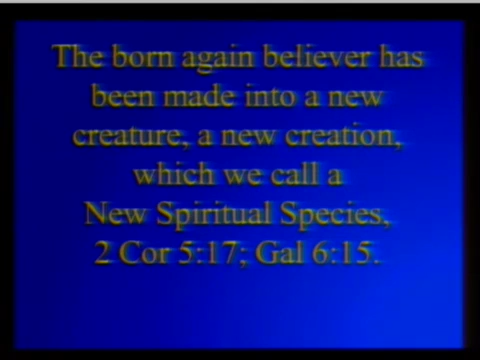 The born again believer has
been made into a new
creature, a new creation,
which we call a
New Spiritual Species,
2 Cor 5:17; Gal 6:15.